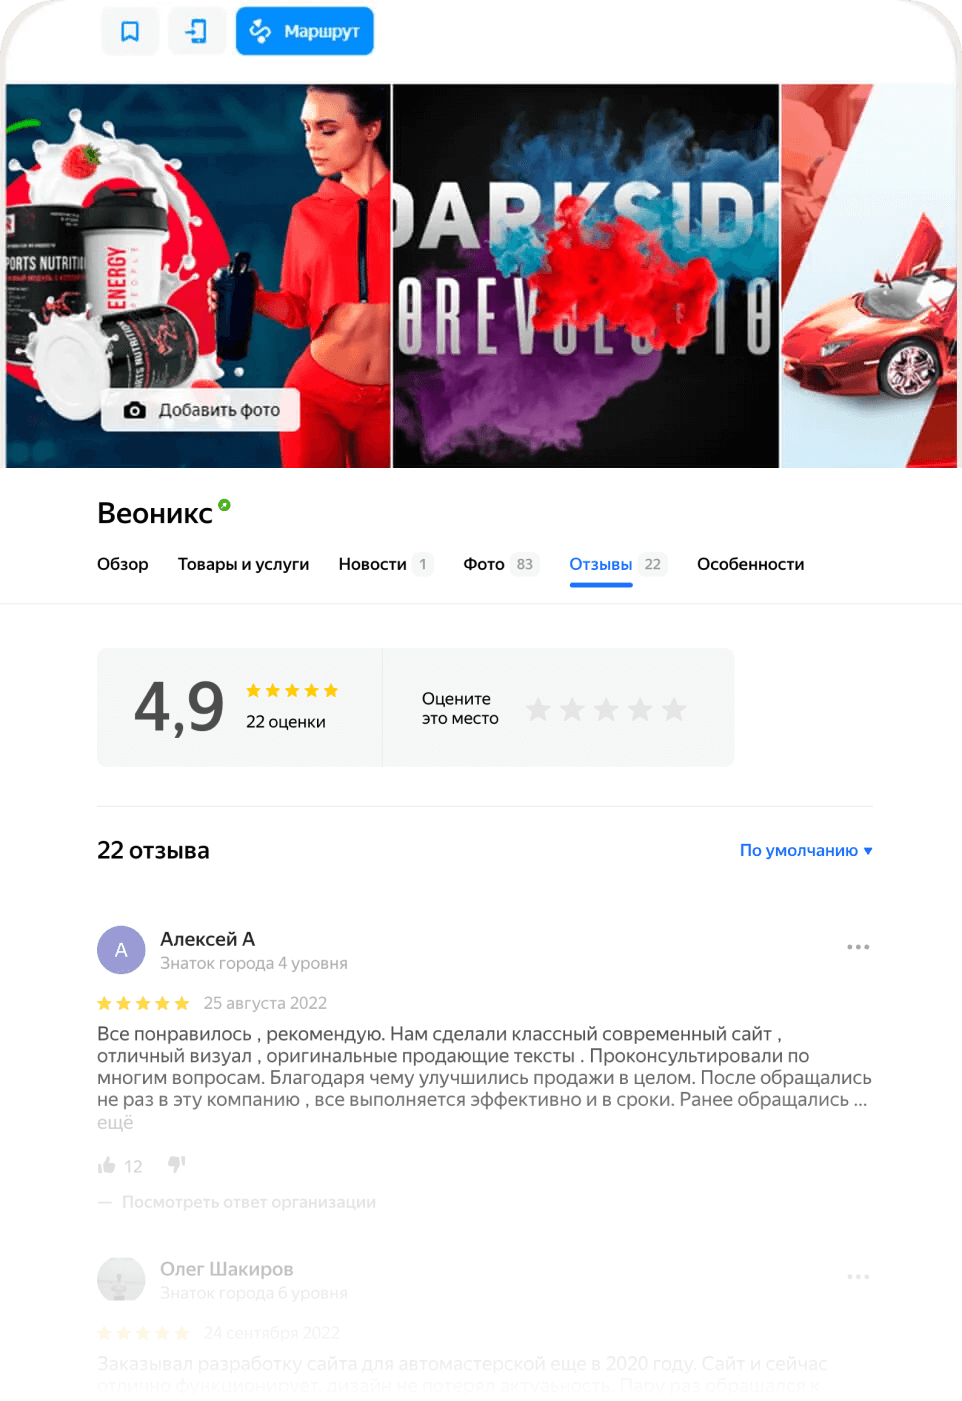 Маршрут
SPORTS NUTRITION
ENERGY
PEOPLE
DARKSIDE
SPORTS NUTRITION
Добавить фото
Веоникс
Обзор Товары и услуги Новости 1 Фото 83 Отзывы 22 Особенности
4,9
22 оценки
Оцените
это место
22 отзыва
По умолчанию
А
Алексей А
Знаток города 4 уровня
25 августа 2022
Все понравилось , рекомендую. Нам сделали классный современный сайт ,
отличный визуал , оригинальные продающие тексты . Проконсультировали по
многим вопросам. Благодаря чему улучшились продажи в целом. После обращались
не раз в эту компанию , все выполняется эффективно и в сроки. Ранее обращались ...
ещё
12
— Посмотреть ответ организации
Олег Шакиров
Знаток города 6 уровня
24 сентября 2022
Заказывал разработку сайта для автомастерской еще в 2020 году. Сайт и сейчас
отлично функционирует, дизайн не потерял актуальность. Пару раз обращался к